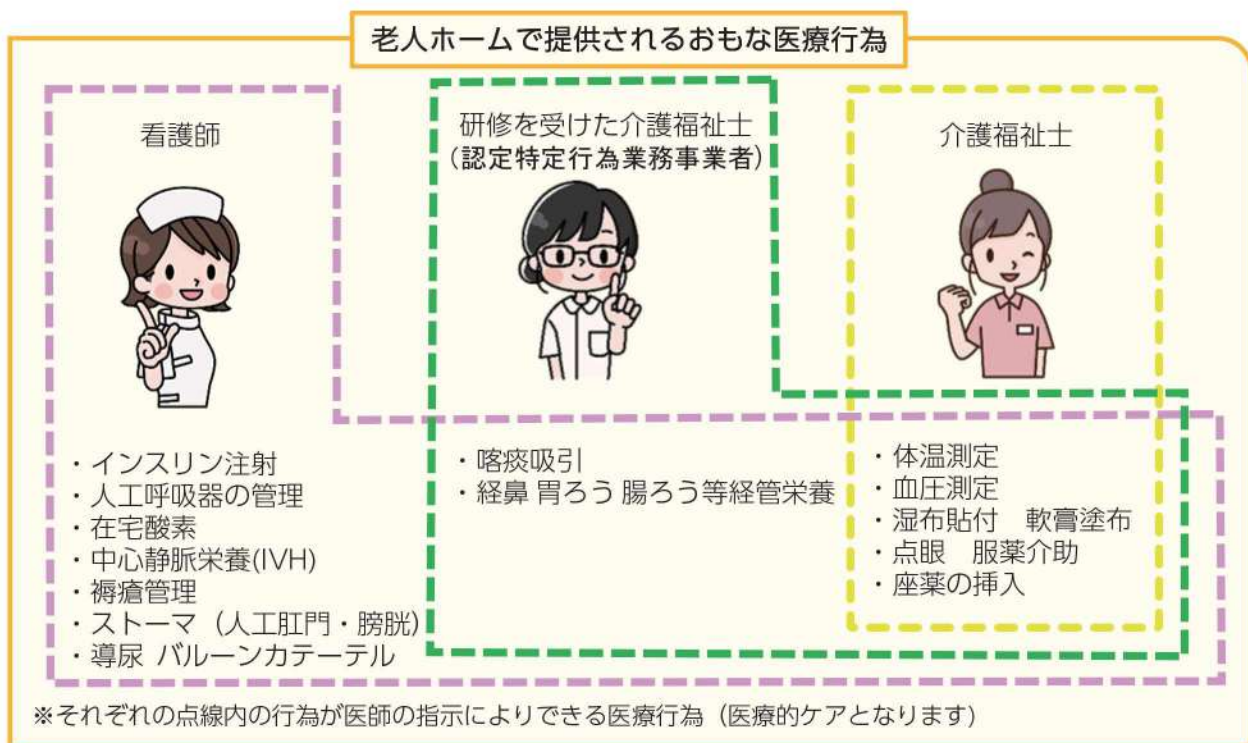 老人ホームで提供されるおもな医療行為
看護師
研修を受けた介護福祉士
（認定特定行為業務事業者）
介護福祉士
・インスリン注射
・人工呼吸器の管理
・在宅酸素
・中心静脈栄養(IVH)
・褥瘡管理
・ストーマ（人工肛門・膀胱）
・導尿 バルーンカテーテル
・喀痰吸引
・経鼻 胃ろう 腸ろう等経管栄養
・体温測定
・血圧測定
・湿布貼付　軟膏塗布
・点眼　服薬介助
・座薬の挿入
※それぞれの点線内の行為が医師の指示によりできる医療行為（医療的ケアとなります）